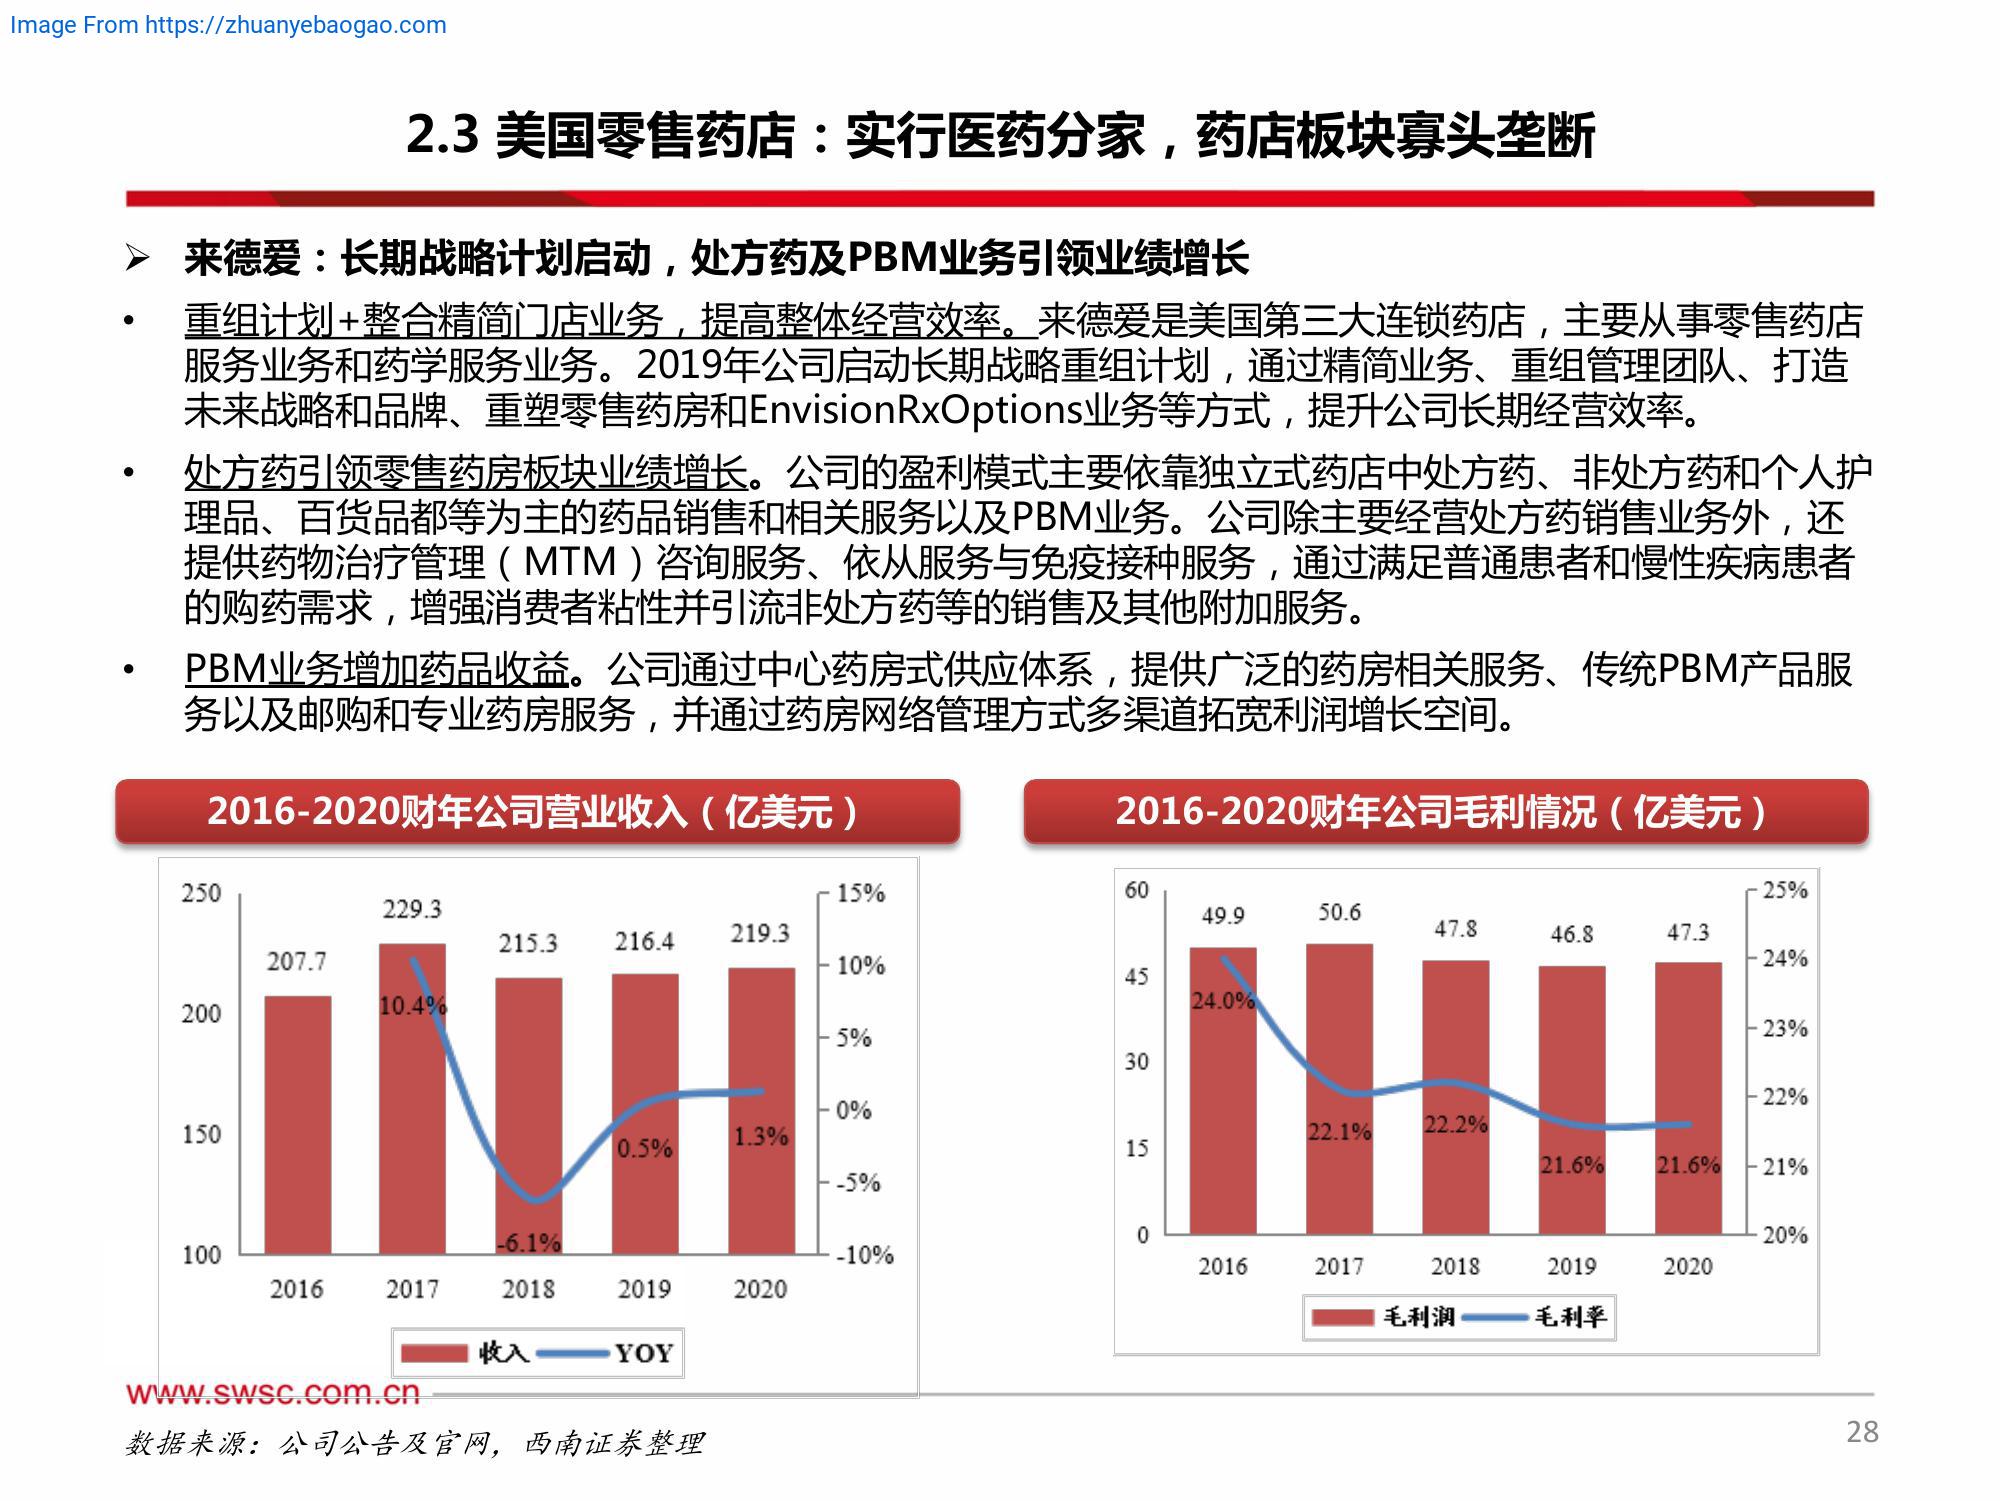 Image From https://zhuanyebaogao.com
2.3 美国零售药店：实行医药分家，药店板块寡头垄断
➢ 来德爱：长期战略计划启动，处方药及PBM业务引领业绩增长
• 重组计划+整合精简门店业务，提高整体经营效率。来德爱是美国第三大连锁药店，主要从事零售药店
服务业务和药学服务业务。2019年公司启动长期战略重组计划，通过精简业务、重组管理团队、打造
未来战略和品牌、重塑零售药房和EnvisionRxOptions业务等方式，提升公司长期经营效率。
• 处方药引领零售药房板块业绩增长。公司的盈利模式主要依靠独立式药店中处方药、非处方药和个人护
理品、百货品都等为主的药品销售和相关服务以及PBM业务。公司除主要经营处方药销售业务外，还
提供药物治疗管理（MTM）咨询服务、依从服务与免疫接种服务，通过满足普通患者和慢性疾病患者
的购药需求，增强消费者粘性并引流非处方药等的销售及其他附加服务。
• PBM业务增加药品收益。公司通过中心药房式供应体系，提供广泛的药房相关服务、传统PBM产品服
务以及邮购和专业药房服务，并通过药房网络管理方式多渠道拓宽利润增长空间。
2016-2020财年公司营业收入（亿美元）
250
200
150
100
207.7
229.3
215.3
216.4
219.3
10.4%
-6.1%
0.5%
1.3%
15%
10%
5%
0%
-5%
-10%
2016 2017 2018 2019 2020
收入 YOY
2016-2020财年公司毛利情况（亿美元）
60
45
30
15
0
49.9
50.6
47.8
46.8
47.3
24.0%
22.1%
22.2%
21.6%
21.6%
25%
24%
23%
22%
21%
20%
2016 2017 2018 2019 2020
毛利润 毛利率
www.swsc.com.cn
数据来源：公司公告及官网，西南证券整理
28